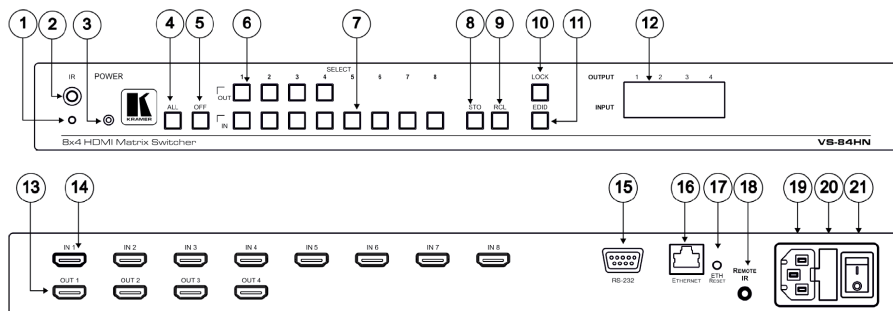 1 2 3 4 5 6 7 8 9 10 11 12
SELECT
IR POWER 1 2 3 4 5 6 7 8 LOCK OUTPUT 1 2 3 4
OUT
K
KRAMER ALL OFF STO RCL EDID INPUT
IN
8x4 HDMI Matrix Switcher VS-84HN
13 14 15 16 17 18 19 20 21
IN 1 IN 2 IN 3 IN 4 IN 5 IN 6 IN 7 IN 8
OUT 1 OUT 2 OUT 3 OUT 4
RS-232 ETHERNET ETH RESET REMOTE IR